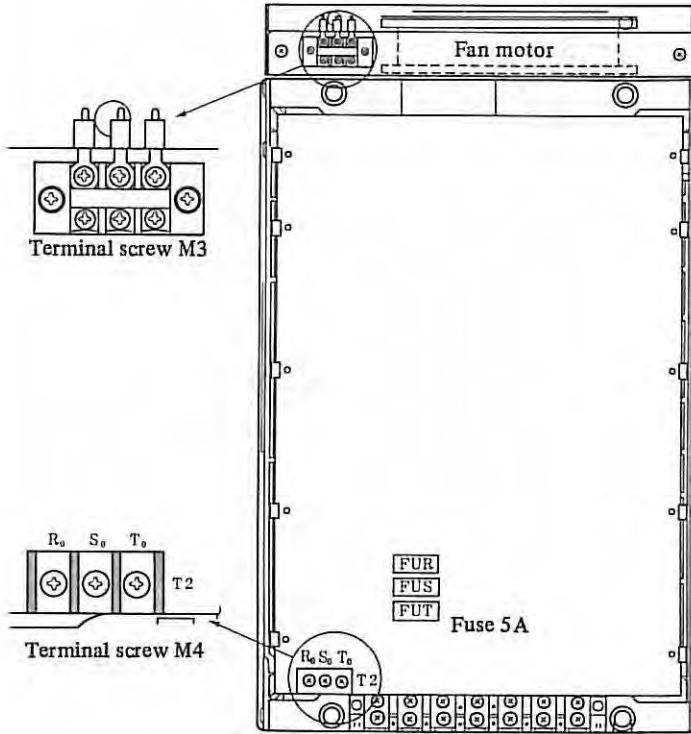 Fan motor
Terminal screw M3
R₀ S₀ T₀
T2
Terminal screw M4
FUR
FUS
FUT
Fuse 5A
R₀ S₀ T₀
T2